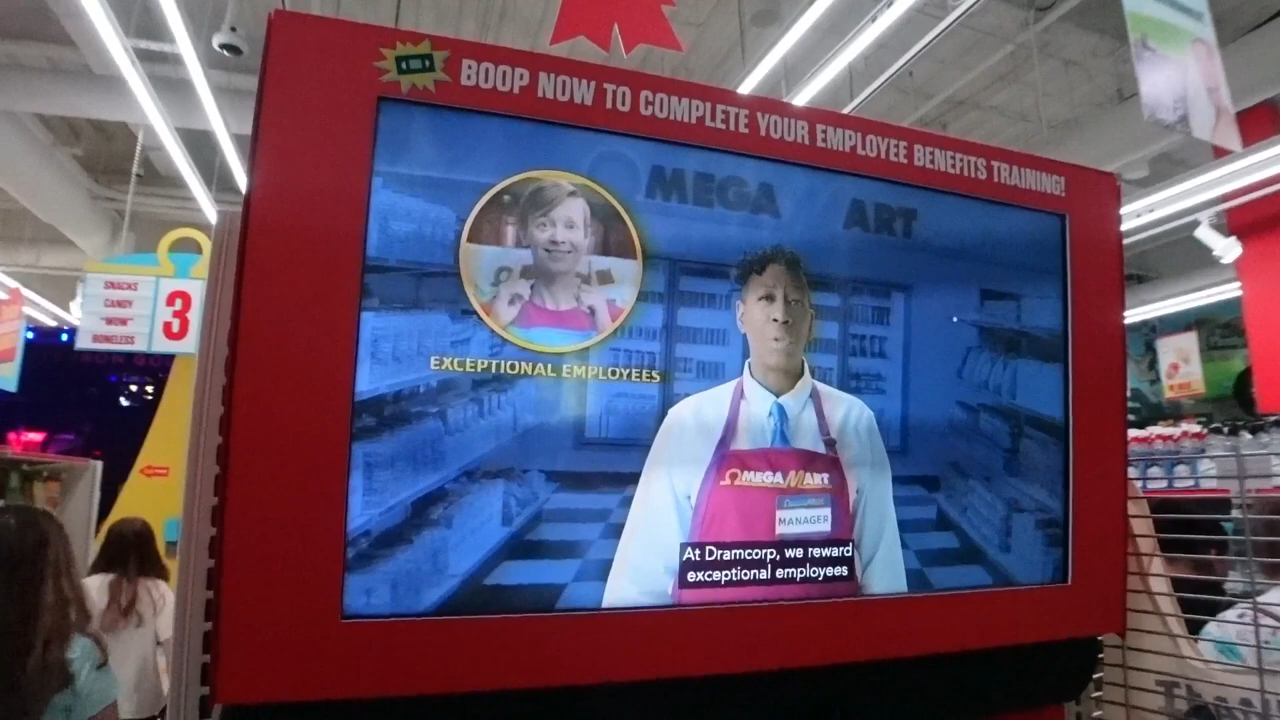 BOOP NOW TO COMPLETE YOUR EMPLOYEE BENEFITS TRAINING!
MEGA ART
SNACKS
CANDY
"WOW"
BONELESS
3
EXCEPTIONAL EMPLOYEES
ΩMEGA MART
MANAGER
At Dramcorp, we reward
exceptional employees